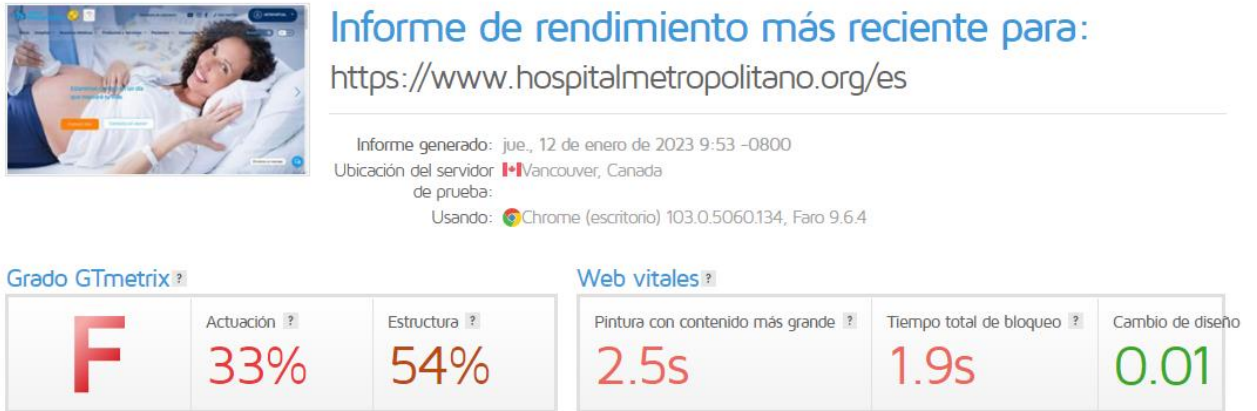 Informe de rendimiento más reciente para:
https://www.hospitalmetropolitano.org/es
Informe generado: jue., 12 de enero de 2023 9:53 -0800
Ubicación del servidor de prueba: Vancouver, Canada
Usando: Chrome (escritorio) 103.0.5060.134, Faro 9.6.4
Grado GTmetrix ?
Web vitales ?
F
Actuación ?
33%
Estructura ?
54%
Pintura con contenido más grande ?
2.5s
Tiempo total de bloqueo ?
1.9s
Cambio de diseño
0.01